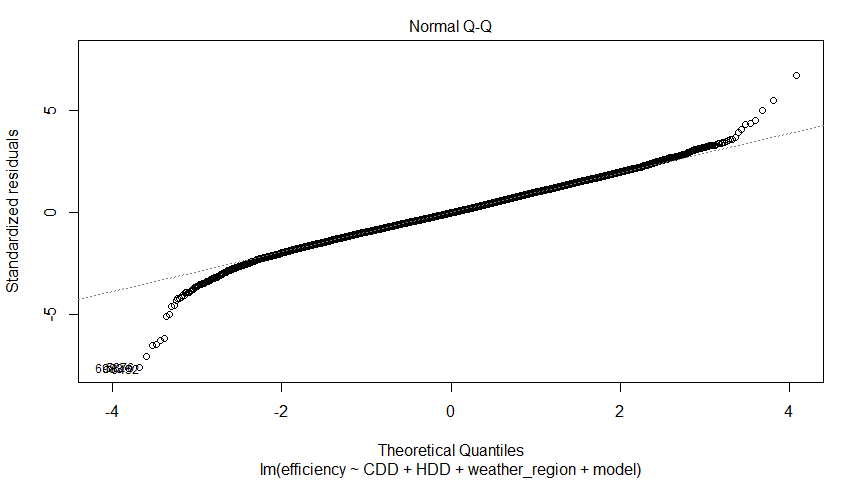 Normal Q-Q
Standardized residuals
5
0
-5
-4
-2
0
2
4
Theoretical Quantiles
lm(efficiency ~ CDD + HDD + weather_region + model)